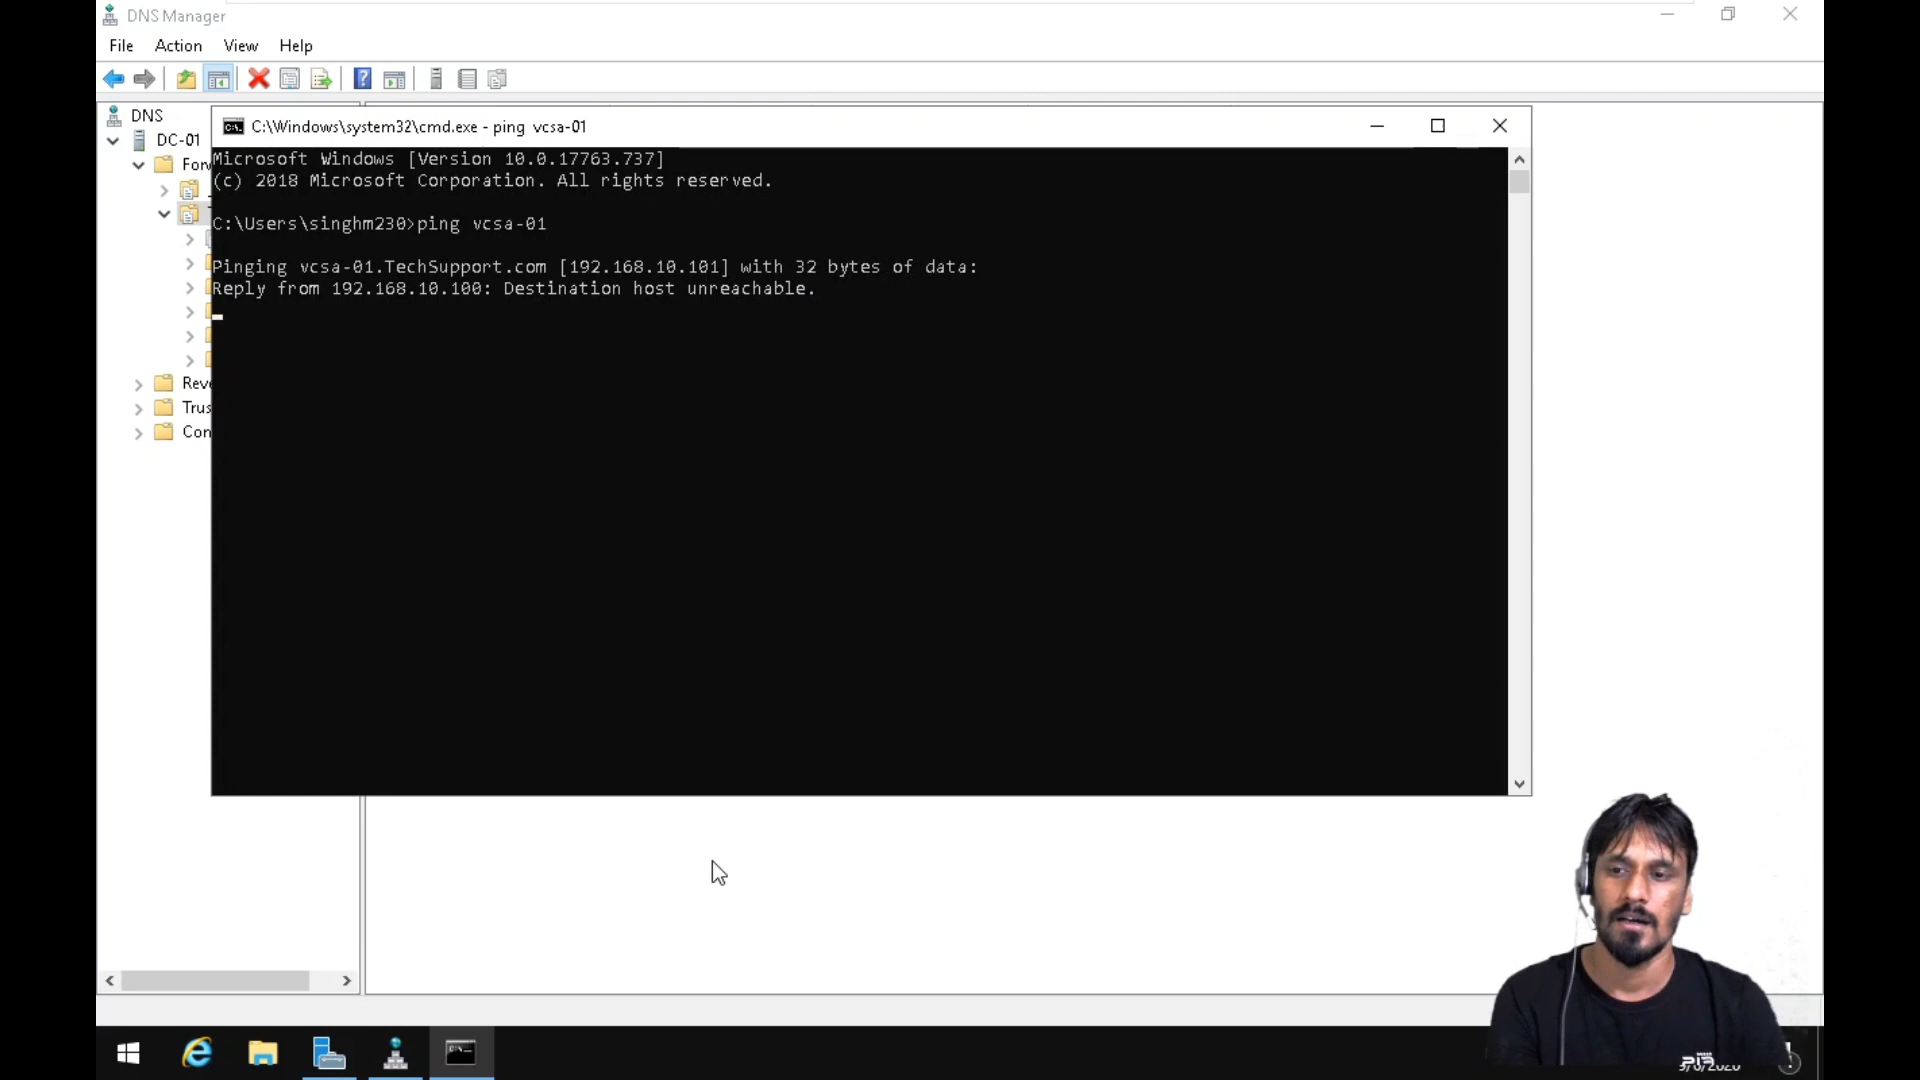 DNS Manager
File Action View Help
DNS
DC-01
C:\Windows\system32\cmd.exe - ping vcsa-01
Microsoft Windows [Version 10.0.17763.737]
(c) 2018 Microsoft Corporation. All rights reserved.
C:\Users\singhm230>ping vcsa-01
Pinging vcsa-01.TechSupport.com [192.168.10.101] with 32 bytes of data:
Reply from 192.168.10.100: Destination host unreachable.
Forv
Reve
Trus
Con